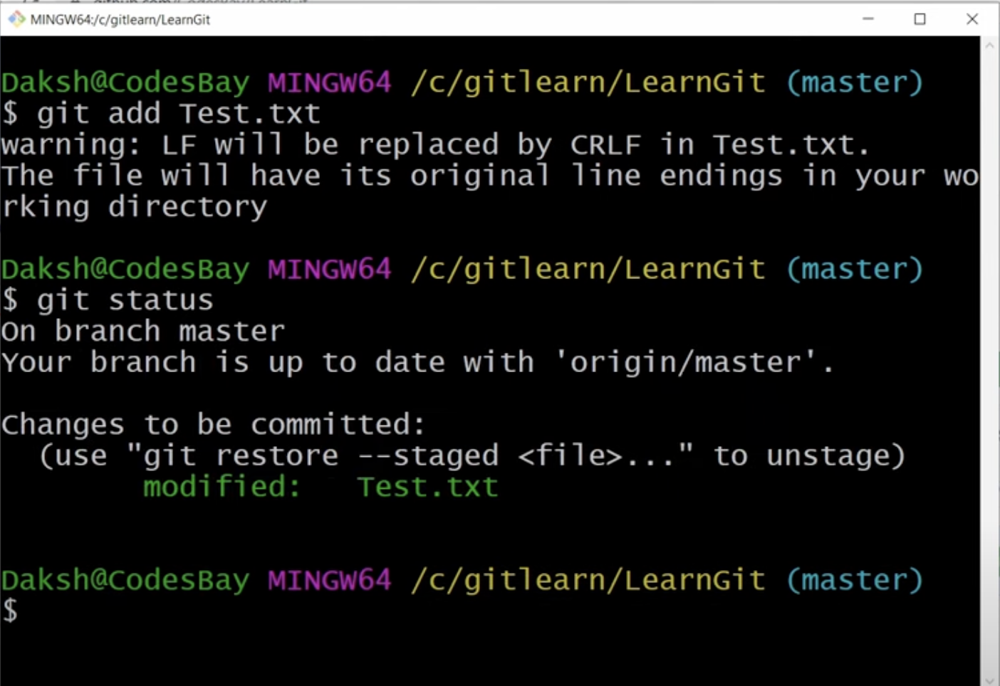 MINGW64:/c/gitlearn/LearnGit
Daksh@CodesBay MINGW64 /c/gitlearn/LearnGit (master)
$ git add Test.txt
warning: LF will be replaced by CRLF in Test.txt.
The file will have its original line endings in your wo
rking directory
Daksh@CodesBay MINGW64 /c/gitlearn/LearnGit (master)
$ git status
On branch master
Your branch is up to date with 'origin/master'.
Changes to be committed:
  (use "git restore --staged <file>..." to unstage)
        modified:   Test.txt
Daksh@CodesBay MINGW64 /c/gitlearn/LearnGit (master)
$